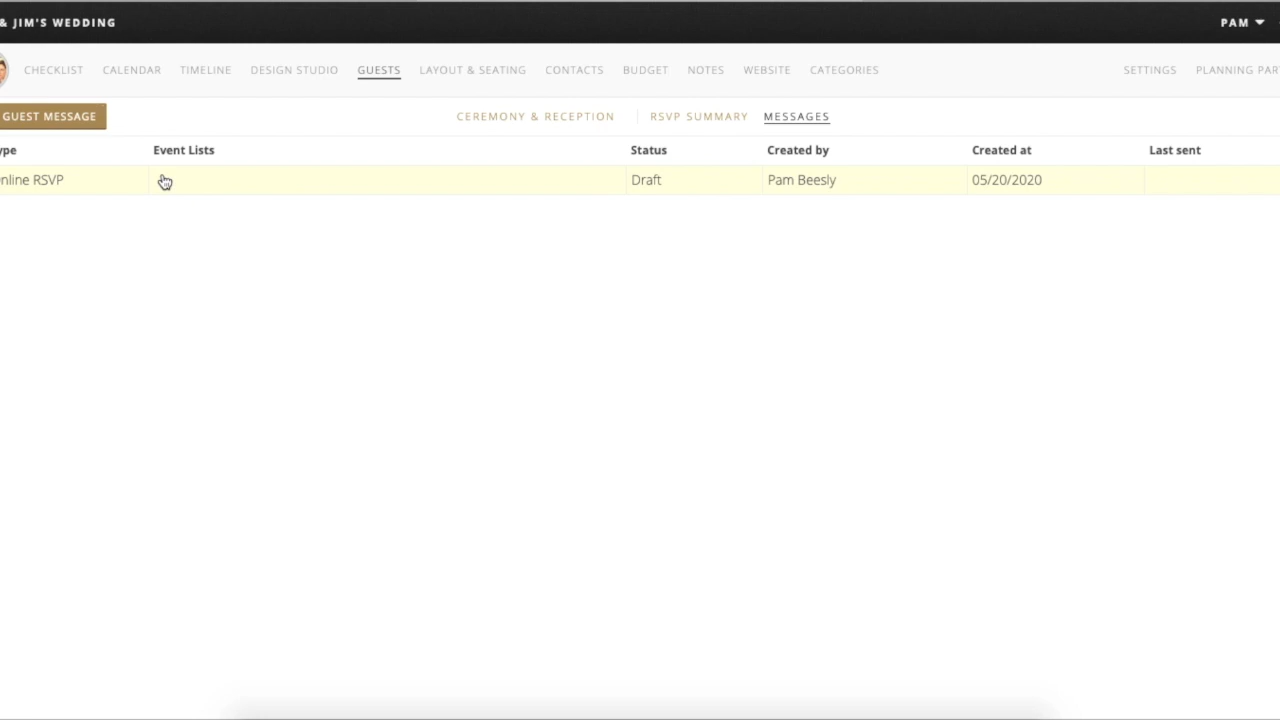 & JIM'S WEDDING PAM
CHECKLIST CALENDAR TIMELINE DESIGN STUDIO GUESTS LAYOUT & SEATING CONTACTS BUDGET NOTES WEBSITE CATEGORIES SETTINGS PLANNING PAR
GUEST MESSAGE CEREMONY & RECEPTION RSVP SUMMARY MESSAGES
ype Event Lists Status Created by Created at Last sent
nline RSVP Draft Pam Beesly 05/20/2020